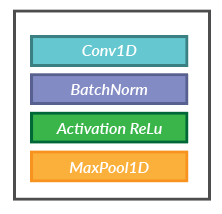 Conv1D
BatchNorm
Activation ReLu
MaxPool1D